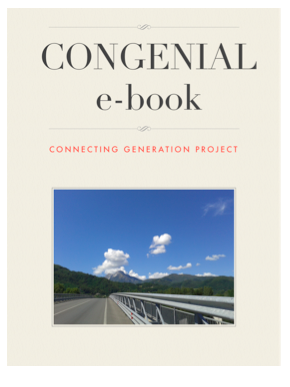 CONGENIAL
e-book
CONNECTING GENERATION PROJECT